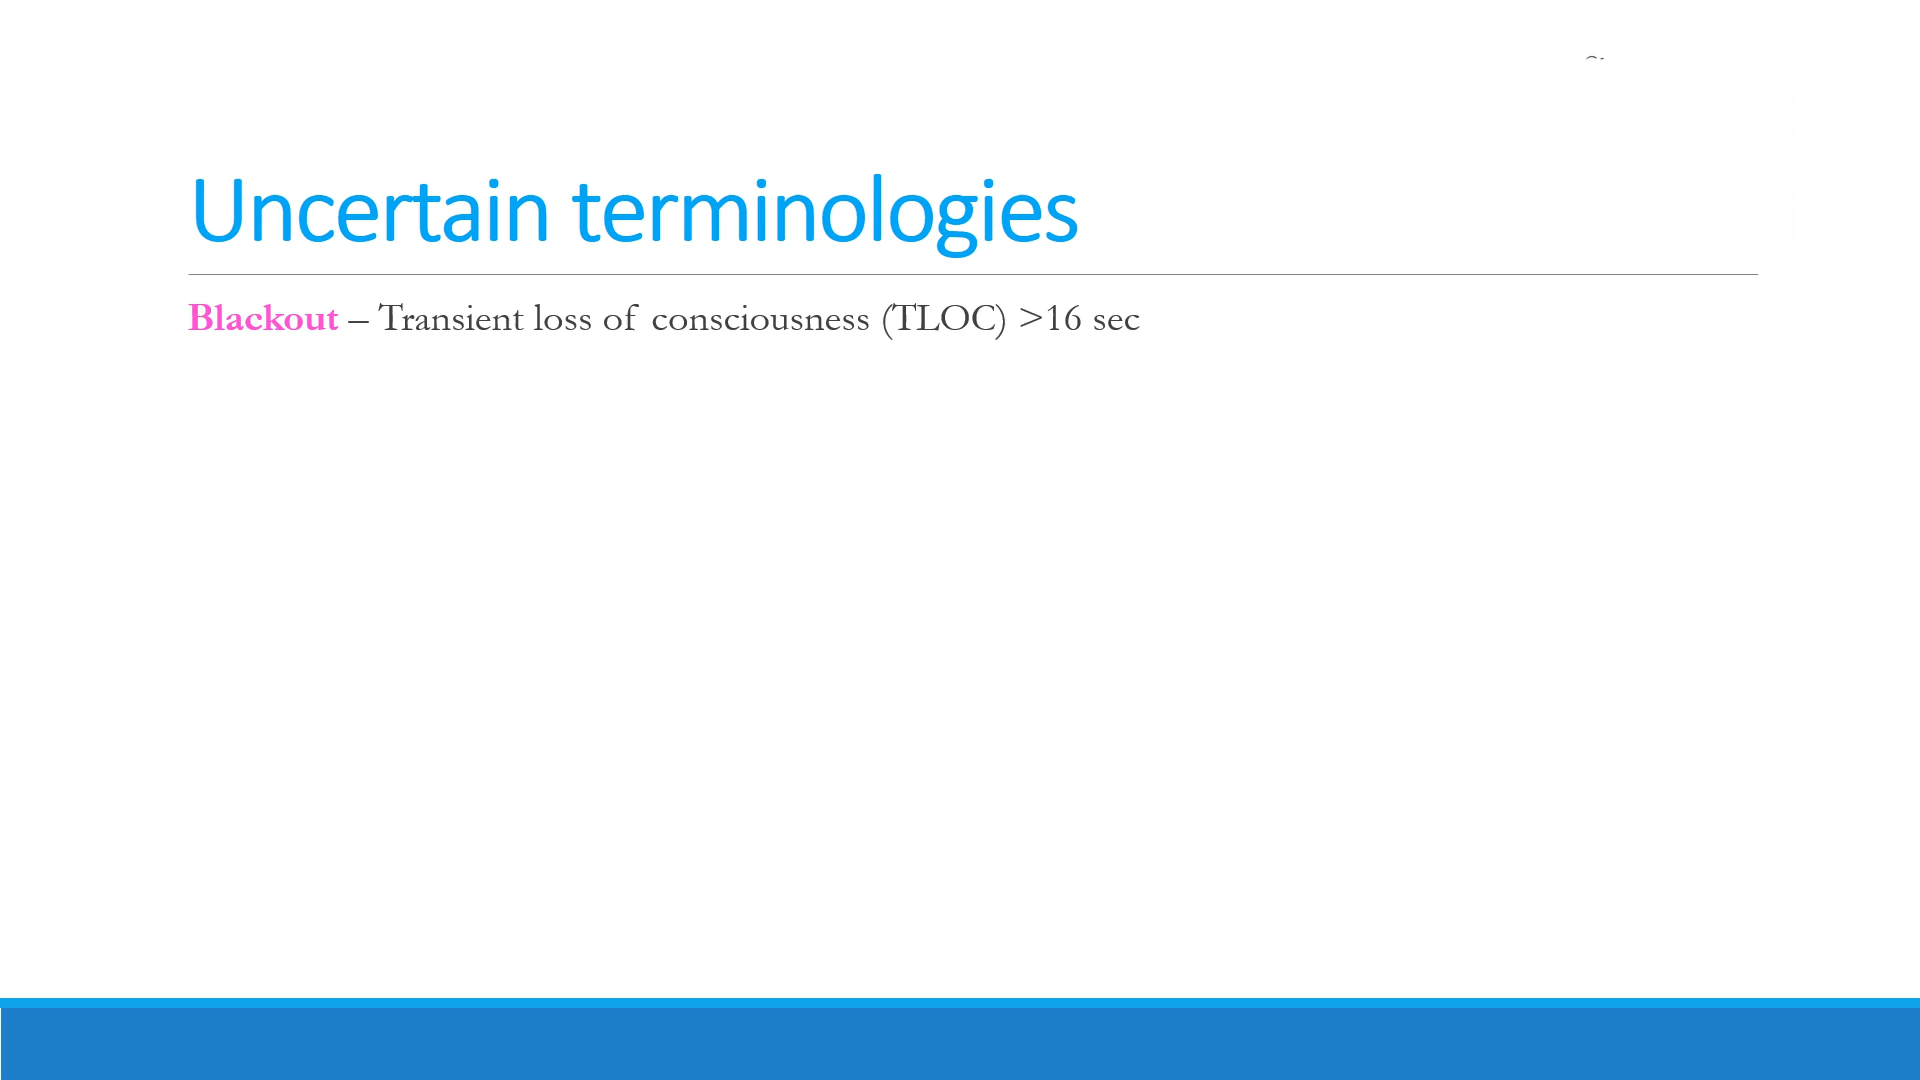 Uncertain terminologies
Blackout – Transient loss of consciousness (TLOC) >16 sec